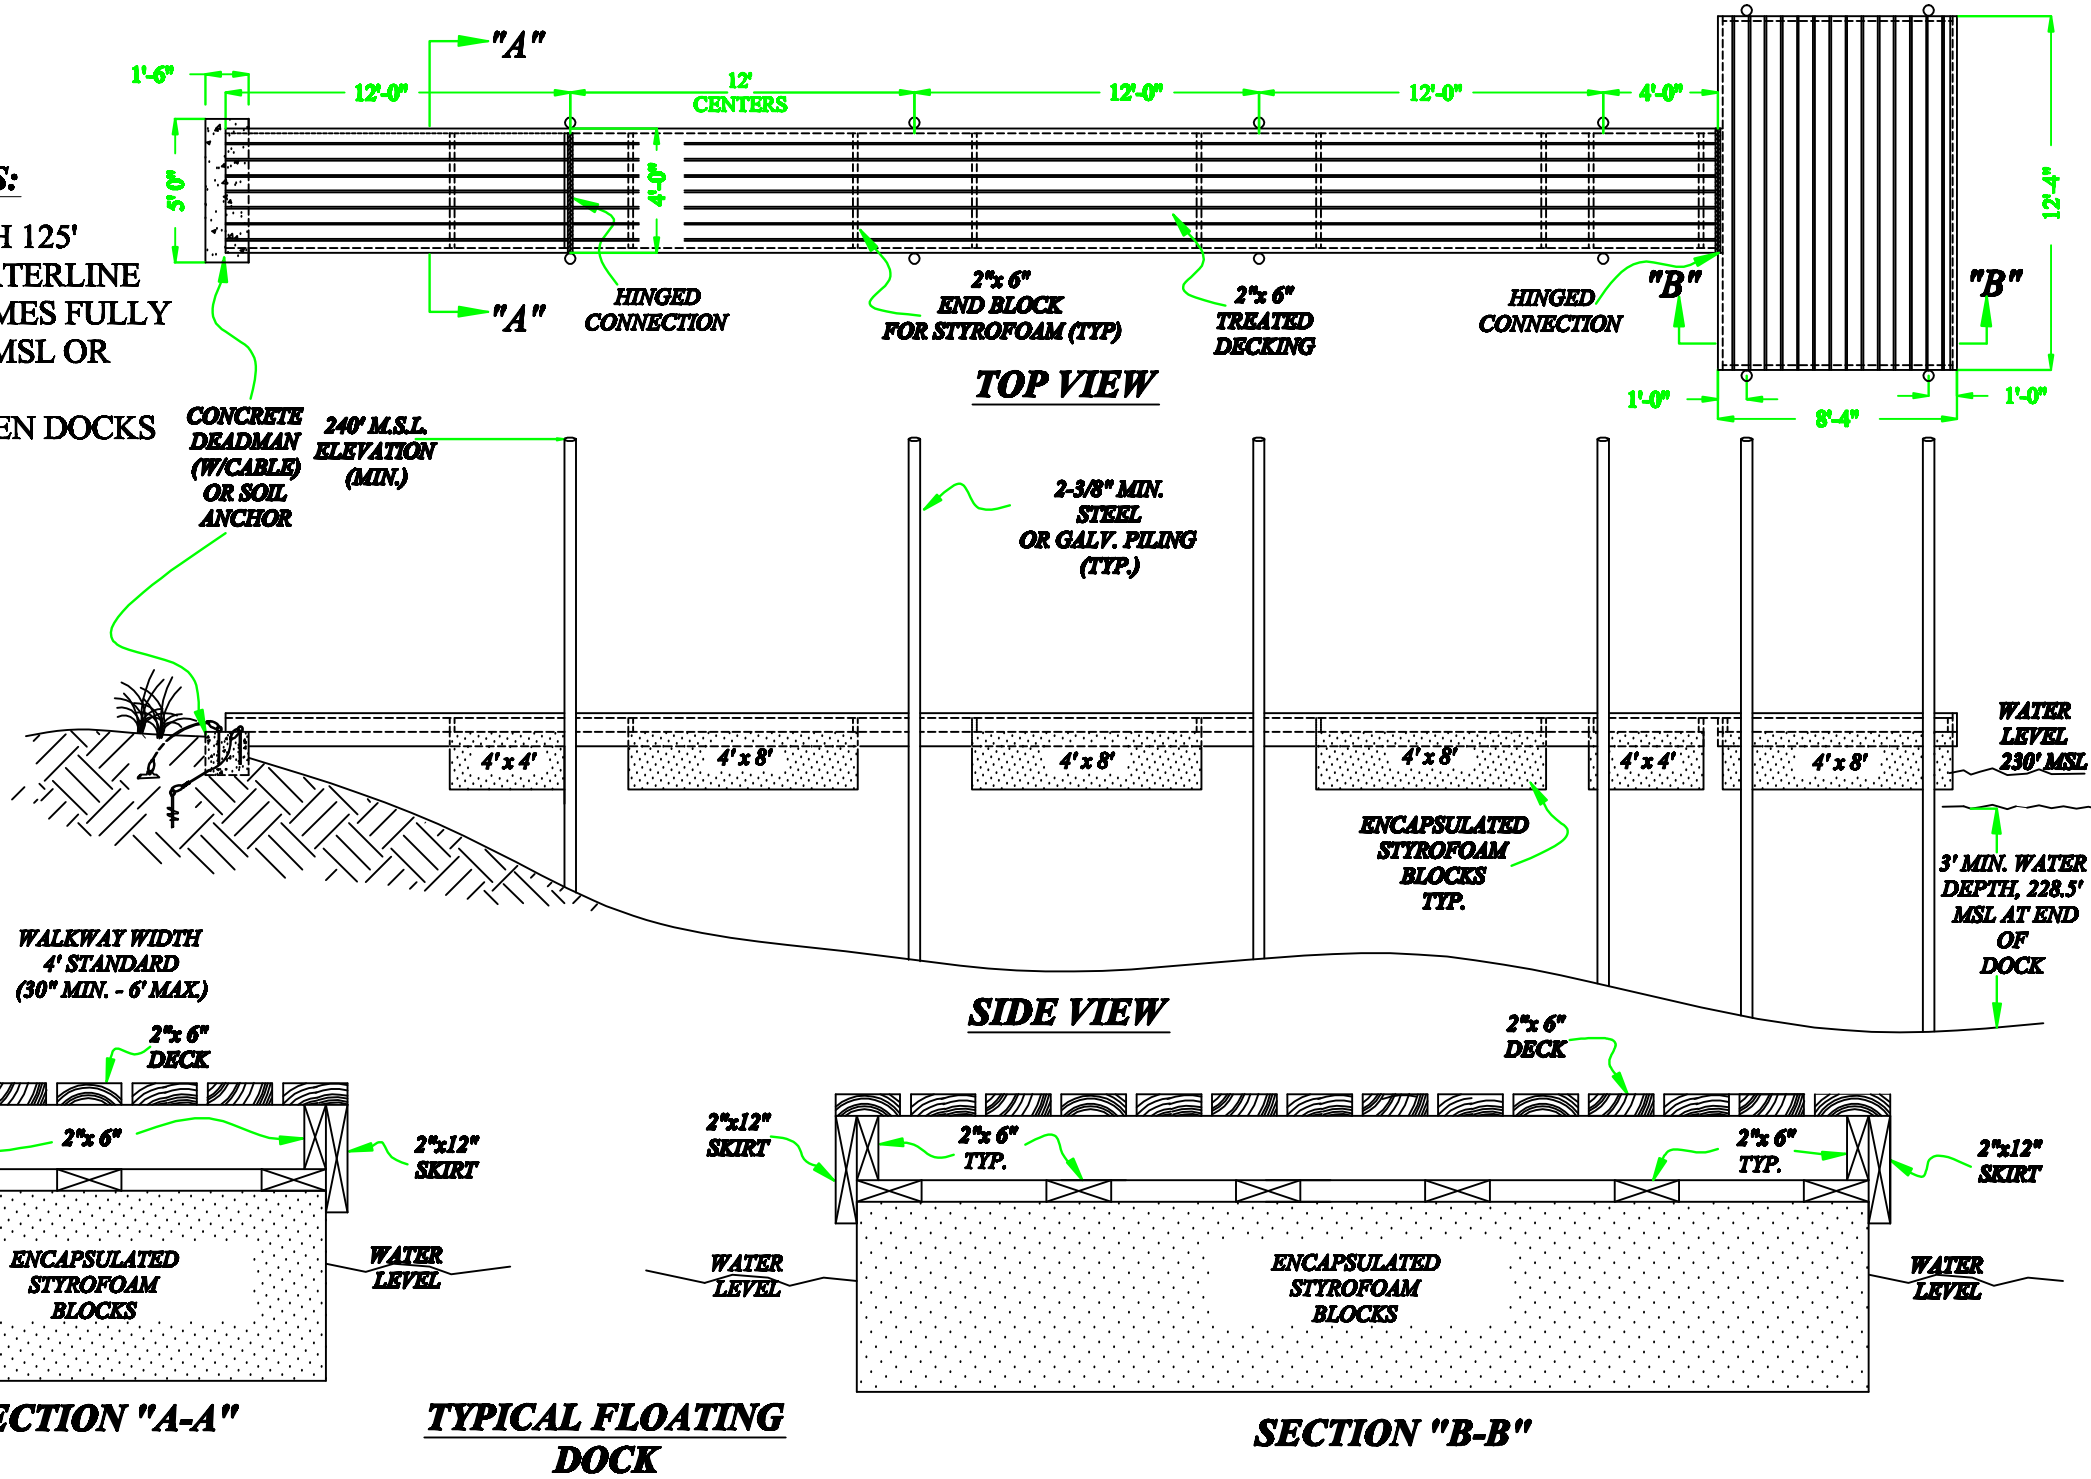 "A"
1'-6"
12'-0"
12'
CENTERS
12'-0"
12'-0"
4'-0"
5' 0"
4'-0"
12'-4"
S:
H 125'
TERLINE
MES FULLY
MSL OR
EN DOCKS
"A"
HINGED
CONNECTION
2"x 6"
END BLOCK
FOR STYROFOAM (TYP)
2"x 6"
TREATED
DECKING
HINGED
CONNECTION
"B"
"B"
TOP VIEW
1'-0"
8'-4"
1'-0"
CONCRETE
DEADMAN
(W/CABLE)
OR SOIL
ANCHOR
240' M.S.L.
ELEVATION
(MIN.)
2-3/8" MIN.
STEEL
OR GALV. PILING
(TYP.)
4' x 4'
4' x 8'
4' x 8'
4' x 8'
4' x 4'
4' x 8'
WATER
LEVEL
230' MSL
ENCAPSULATED
STYROFOAM
BLOCKS
TYP.
3' MIN. WATER
DEPTH, 228.5'
MSL AT END
OF
DOCK
WALKWAY WIDTH
4' STANDARD
(30" MIN. - 6' MAX.)
SIDE VIEW
2"x 6"
DECK
2"x 6"
2"x12"
SKIRT
ENCAPSULATED
STYROFOAM
BLOCKS
WATER
LEVEL
ECTION "A-A"
TYPICAL FLOATING
DOCK
2"x 6"
DECK
2"x12"
SKIRT
2"x 6"
TYP.
2"x 6"
TYP.
2"x12"
SKIRT
WATER
LEVEL
ENCAPSULATED
STYROFOAM
BLOCKS
WATER
LEVEL
SECTION "B-B"